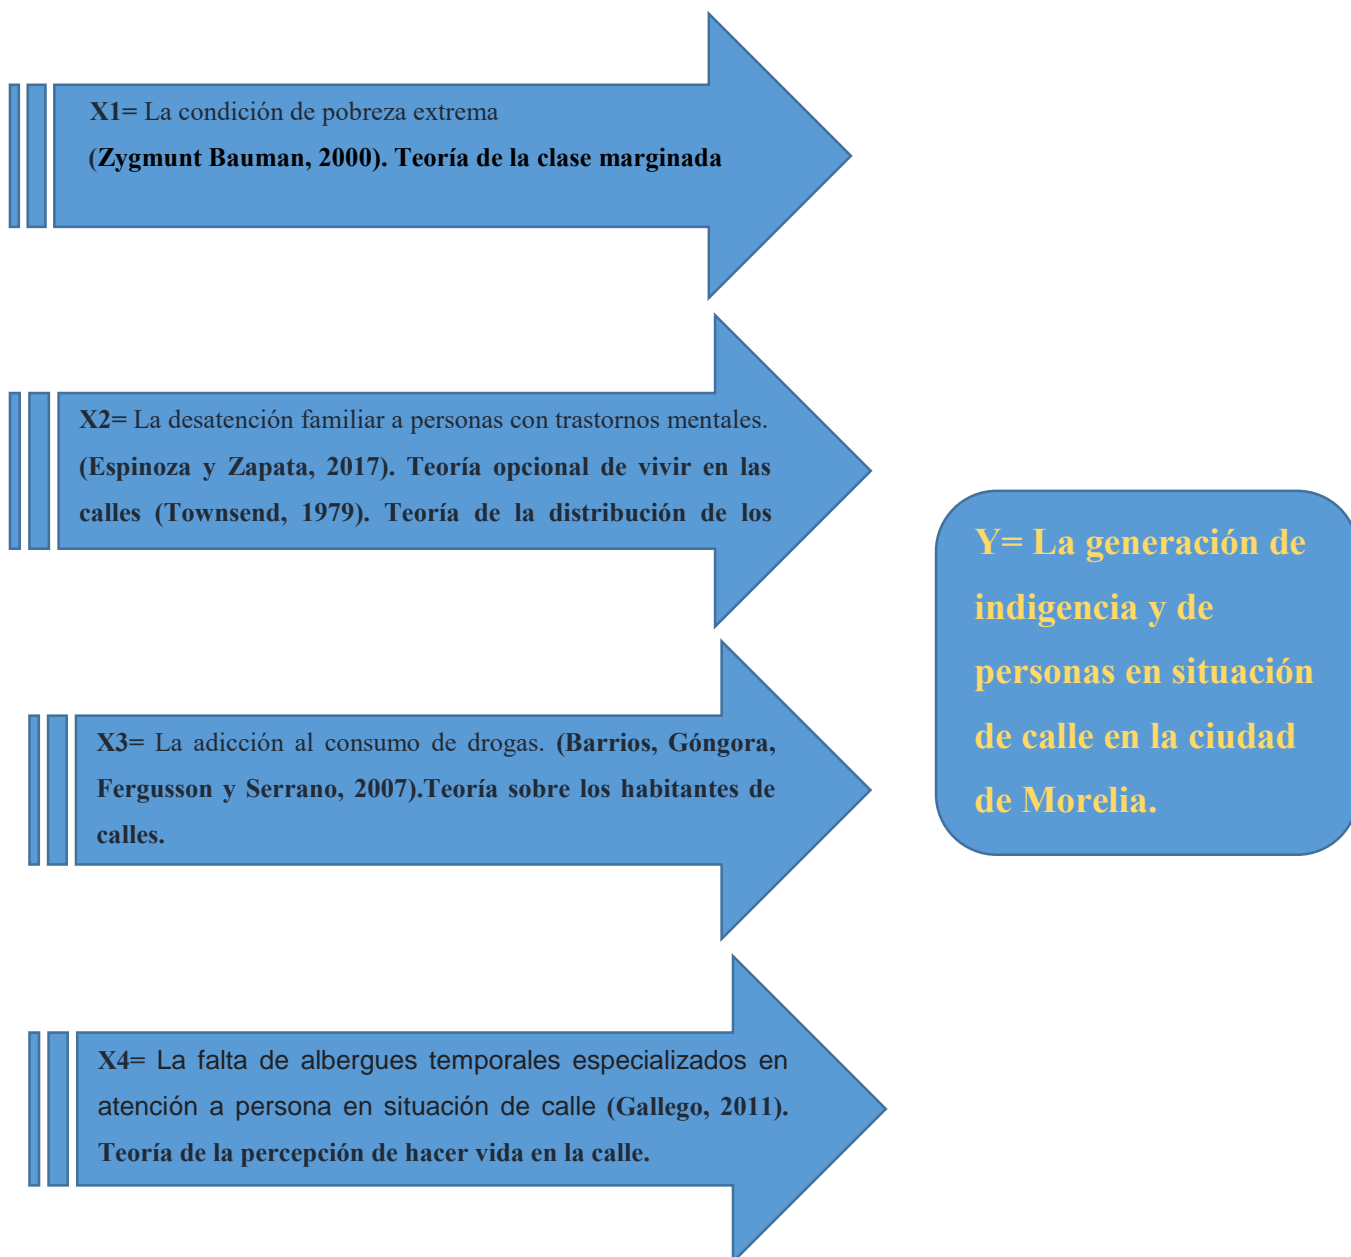 X1= La condición de pobreza extrema
(Zygmunt Bauman, 2000). Teoría de la clase marginada
X2= La desatención familiar a personas con trastornos mentales.
(Espinoza y Zapata, 2017). Teoría opcional de vivir en las
calles (Townsend, 1979). Teoría de la distribución de los
X3= La adicción al consumo de drogas. (Barrios, Góngora,
Fergusson y Serrano, 2007).Teoría sobre los habitantes de
calles.
X4= La falta de albergues temporales especializados en
atención a persona en situación de calle (Gallego, 2011).
Teoría de la percepción de hacer vida en la calle.
Y= La generación de
indigencia y de
personas en situación
de calle en la ciudad
de Morelia.